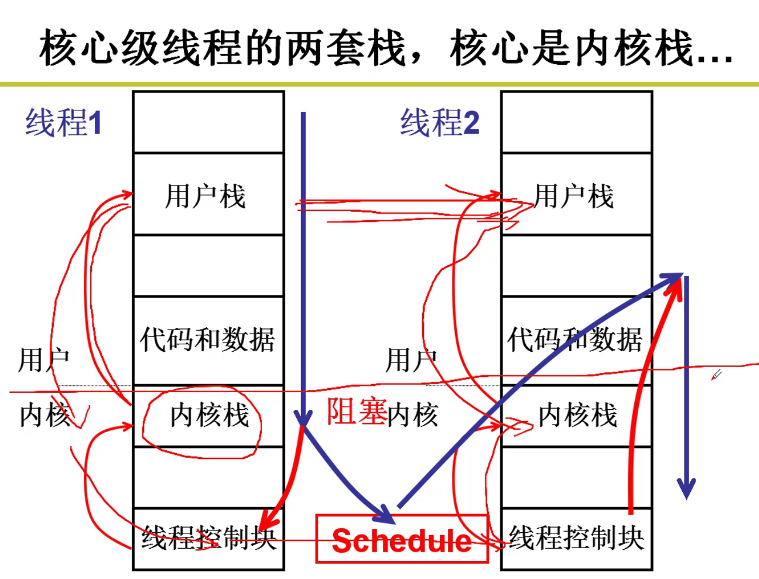 核心级线程的两套栈，核心是内核栈…
线程1
线程2
用户栈
用户栈
代码和数据
代码和数据
用户
用户
内核
内核栈
阻塞
内核
内核栈
线程控制块
Schedule
线程控制块